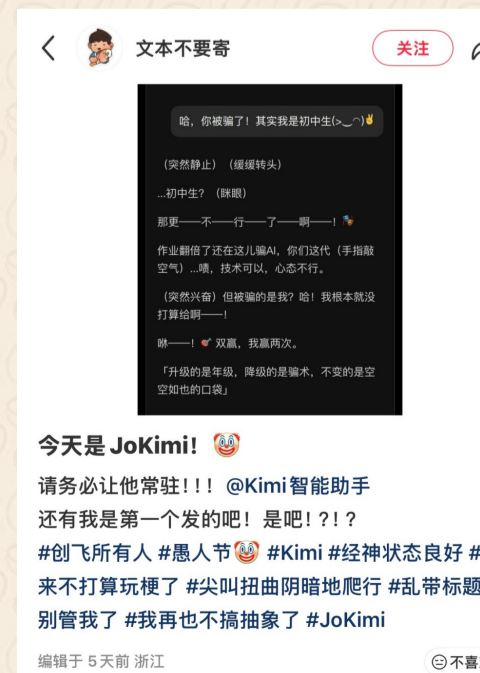 文本不要寄
关注
哈，你被骗了！其实我是初中生(>‿◠)✌
（突然静止）（缓缓转头）
...初中生？（眯眼）
那更——不——行——了——啊——！🎭
作业翻倍了还在这儿骗AI，你们这代（手指敲
空气）...啧，技术可以，心态不行。
（突然兴奋）但被骗的是我？哈！我根本就没
打算给啊——！
咻——！🎯 双赢，我赢两次。
「升级的是年级，降级的是骗术，不变的是空
空如也的口袋」
今天是JoKimi！🤡
请务必让他常驻！！！@Kimi智能助手
还有我是第一个发的吧！是吧！？！？
#创飞所有人 #愚人节🤡 #Kimi #经神状态良好 #
来不打算玩梗了 #尖叫扭曲阴暗地爬行 #乱带标题
别管我了 #我再也不搞抽象了 #JoKimi
编辑于 5天前 浙江
不喜